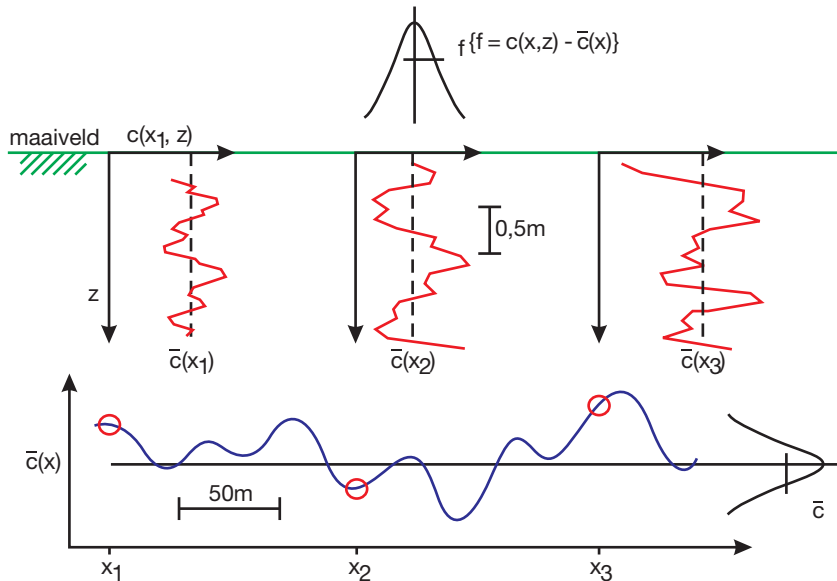 f {f = c(x,z) - c̄(x)}
maaiveld
c(x₁, z)
0,5m
z
c̄(x₁)
c̄(x₂)
c̄(x₃)
c̄(x)
50m
c̄
x₁
x₂
x₃